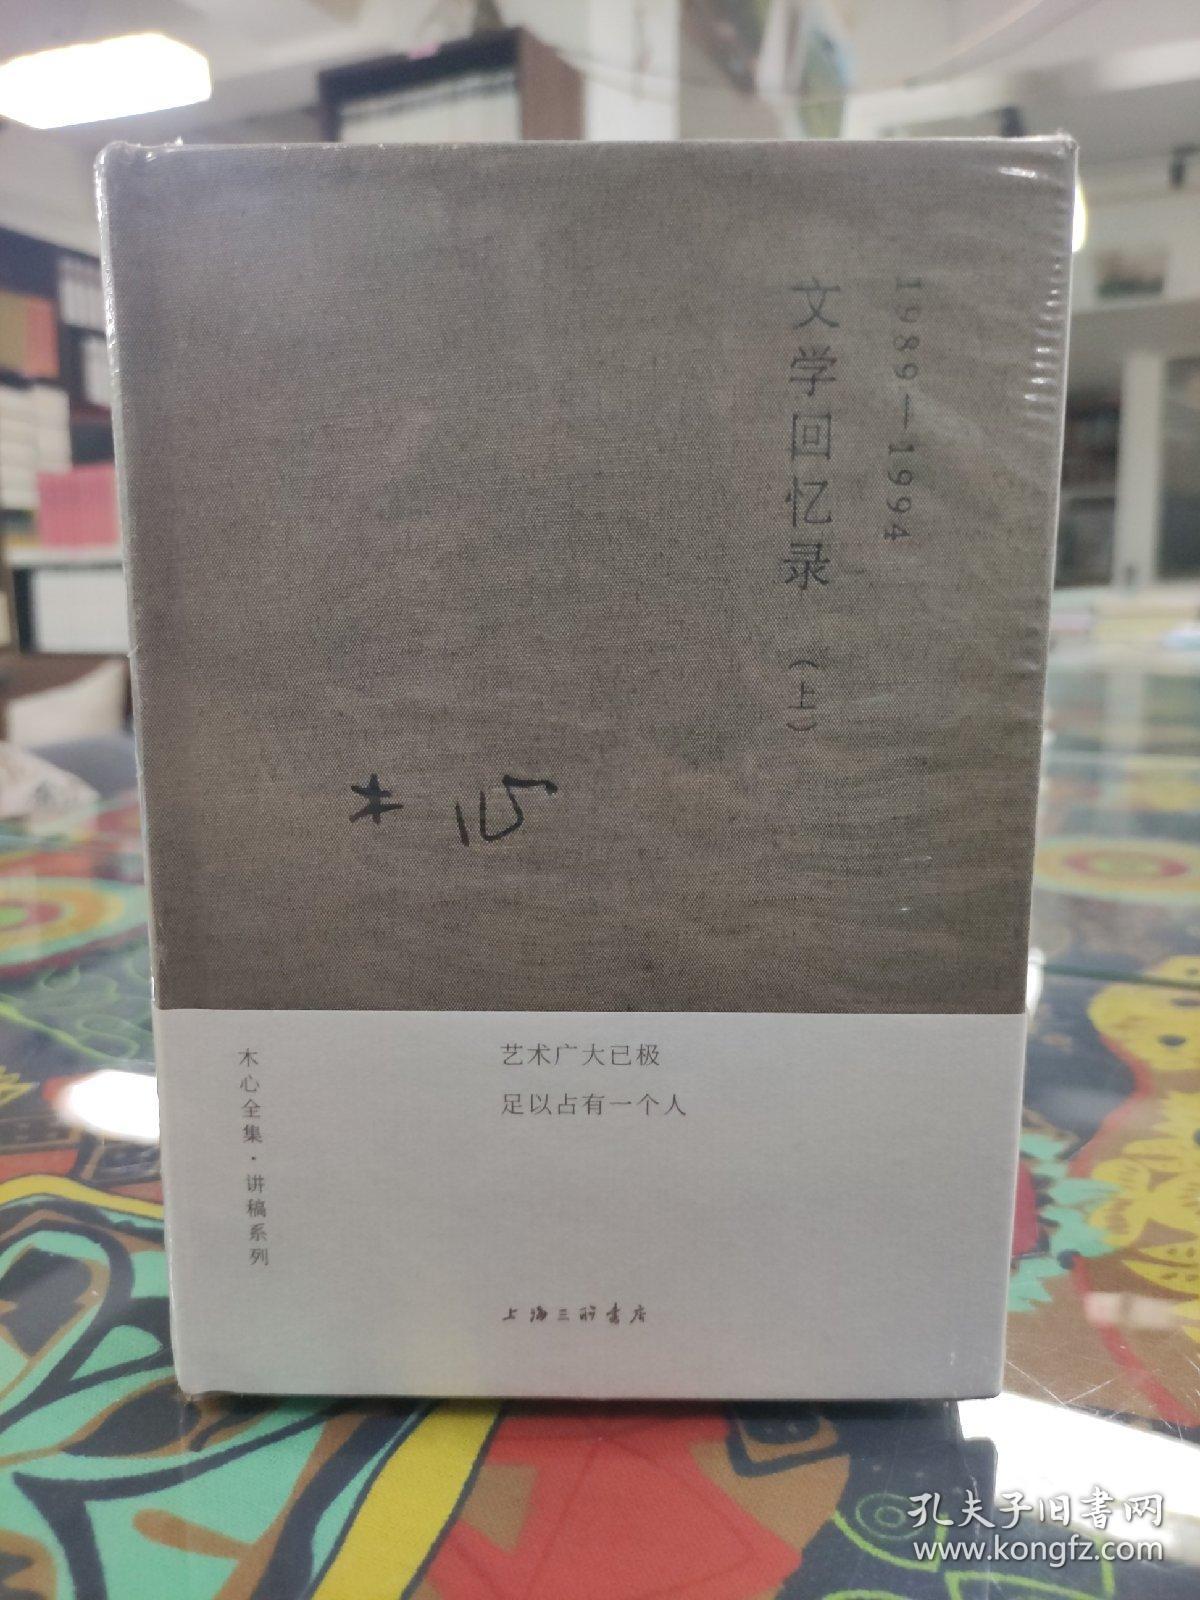 1989—1994
文学回忆录（上）
木心
艺术广大已极
足以占有一个人
木心全集·讲稿系列
上海三联书店
孔夫子旧书网
www.kongfz.com